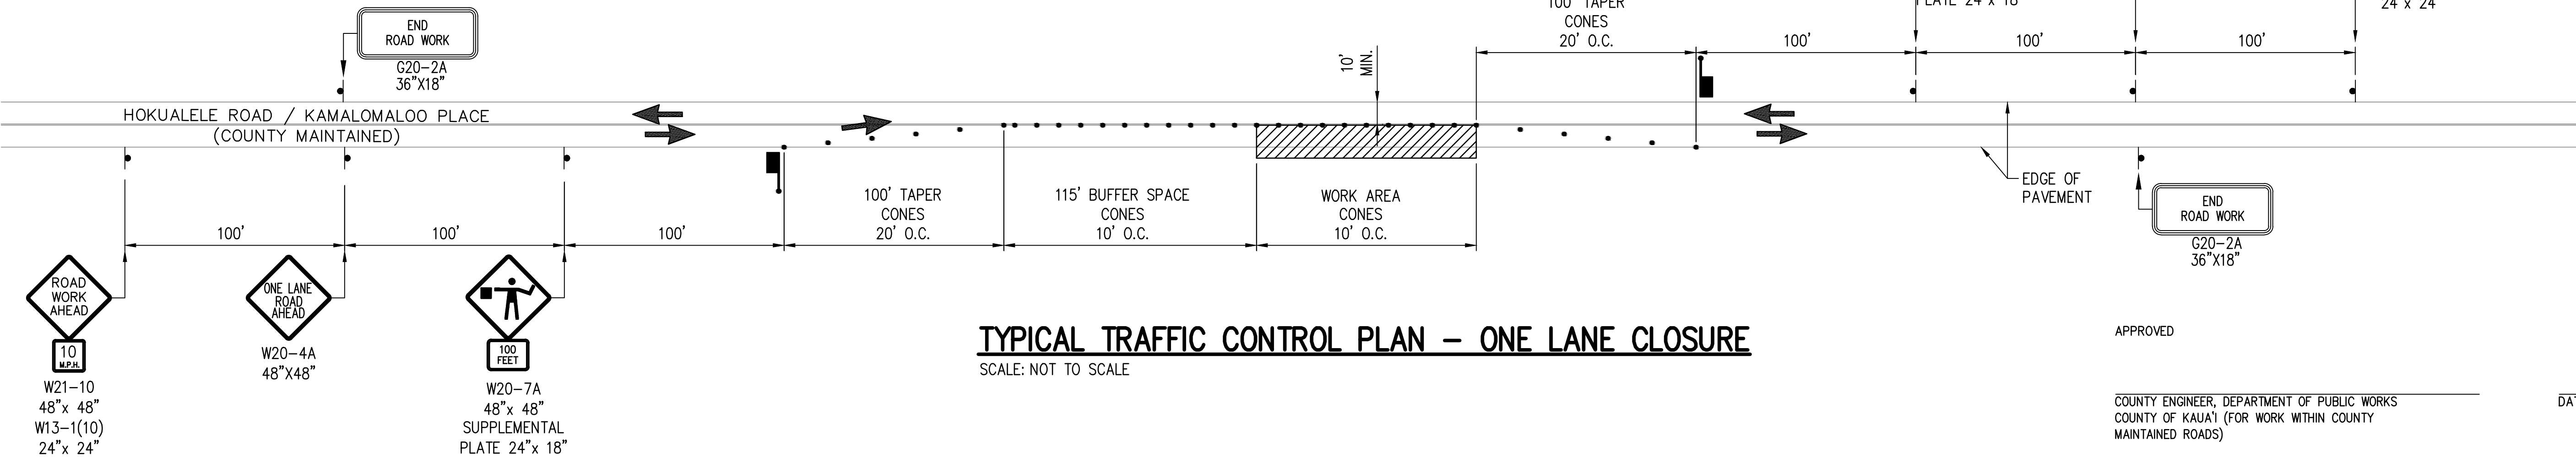 END
ROAD WORK
G20-2A
36"X18"
HOKUALELE ROAD / KAMALOMALOO PLACE
(COUNTY MAINTAINED)
100' TAPER
CONES
20' O.C.
10'
MIN.
PLATE 24"x 18"
24"x 24"
100'
100'
100'
100'
100'
100'
100' TAPER
CONES
20' O.C.
115' BUFFER SPACE
CONES
10' O.C.
WORK AREA
CONES
10' O.C.
EDGE OF
PAVEMENT
END
ROAD WORK
G20-2A
36"X18"
ROAD
WORK
AHEAD
10
M.P.H.
W21-10
48"x 48"
W13-1(10)
24"x 24"
ONE LANE
ROAD
AHEAD
W20-4A
48"X48"
100
FEET
W20-7A
48"x 48"
SUPPLEMENTAL
PLATE 24"x 18"
TYPICAL TRAFFIC CONTROL PLAN – ONE LANE CLOSURE
SCALE: NOT TO SCALE
APPROVED
COUNTY ENGINEER, DEPARTMENT OF PUBLIC WORKS
COUNTY OF KAUA'I (FOR WORK WITHIN COUNTY
MAINTAINED ROADS)